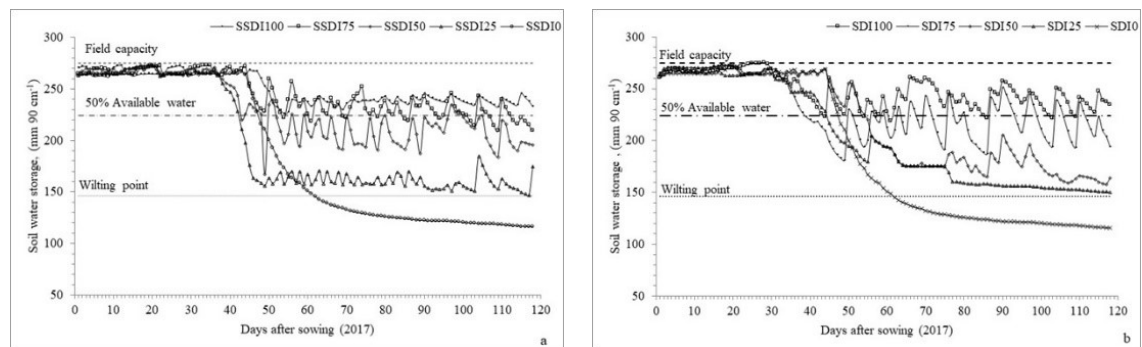 SSDI100 SSDI75 SSDI50 SSDI25 SSDI0
300
250
200
150
100
50
Soil water storage, (mm 90 cm⁻¹)
Field capacity
50% Available water
Wilting point
0 10 20 30 40 50 60 70 80 90 100 110 120
Days after sowing (2017)
a
SDI100 SDI75 SDI50 SDI25 SDI0
300
250
200
150
100
50
Soil water storage , (mm 90 cm⁻¹)
Field capacity
50% Available water
Wilting point
0 10 20 30 40 50 60 70 80 90 100 110 120
Days after sowing (2017)
b